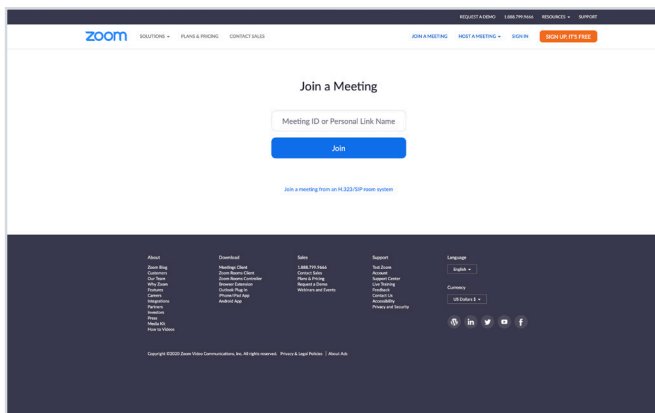 REQUEST A DEMO 1.888.799.9666 RESOURCES SUPPORT
zoom SOLUTIONS PLANS & PRICING CONTACT SALES JOIN A MEETING HOST A MEETING SIGN IN SIGN UP, IT'S FREE
Join a Meeting
Meeting ID or Personal Link Name
Join
Join a meeting from an H.323/SIP room system
About
Zoom Blog
Customers
Our Team
Why Zoom
Features
Careers
Integrations
Partners
Investors
Press
Media Kit
How to Videos
Download
Meetings Client
Zoom Rooms Client
Zoom Rooms Controller
Browser Extension
Outlook Plug-in
iPhone/iPad App
Android App
Sales
1.888.799.9666
Contact Sales
Plans & Pricing
Request a Demo
Webinars and Events
Support
Test Zoom
Account
Support Center
Live Training
Feedback
Contact Us
Accessibility
Privacy and Security
Language
English
Currency
US Dollars $
Copyright ©2020 Zoom Video Communications, Inc. All rights reserved. Privacy & Legal Policies | About Ads